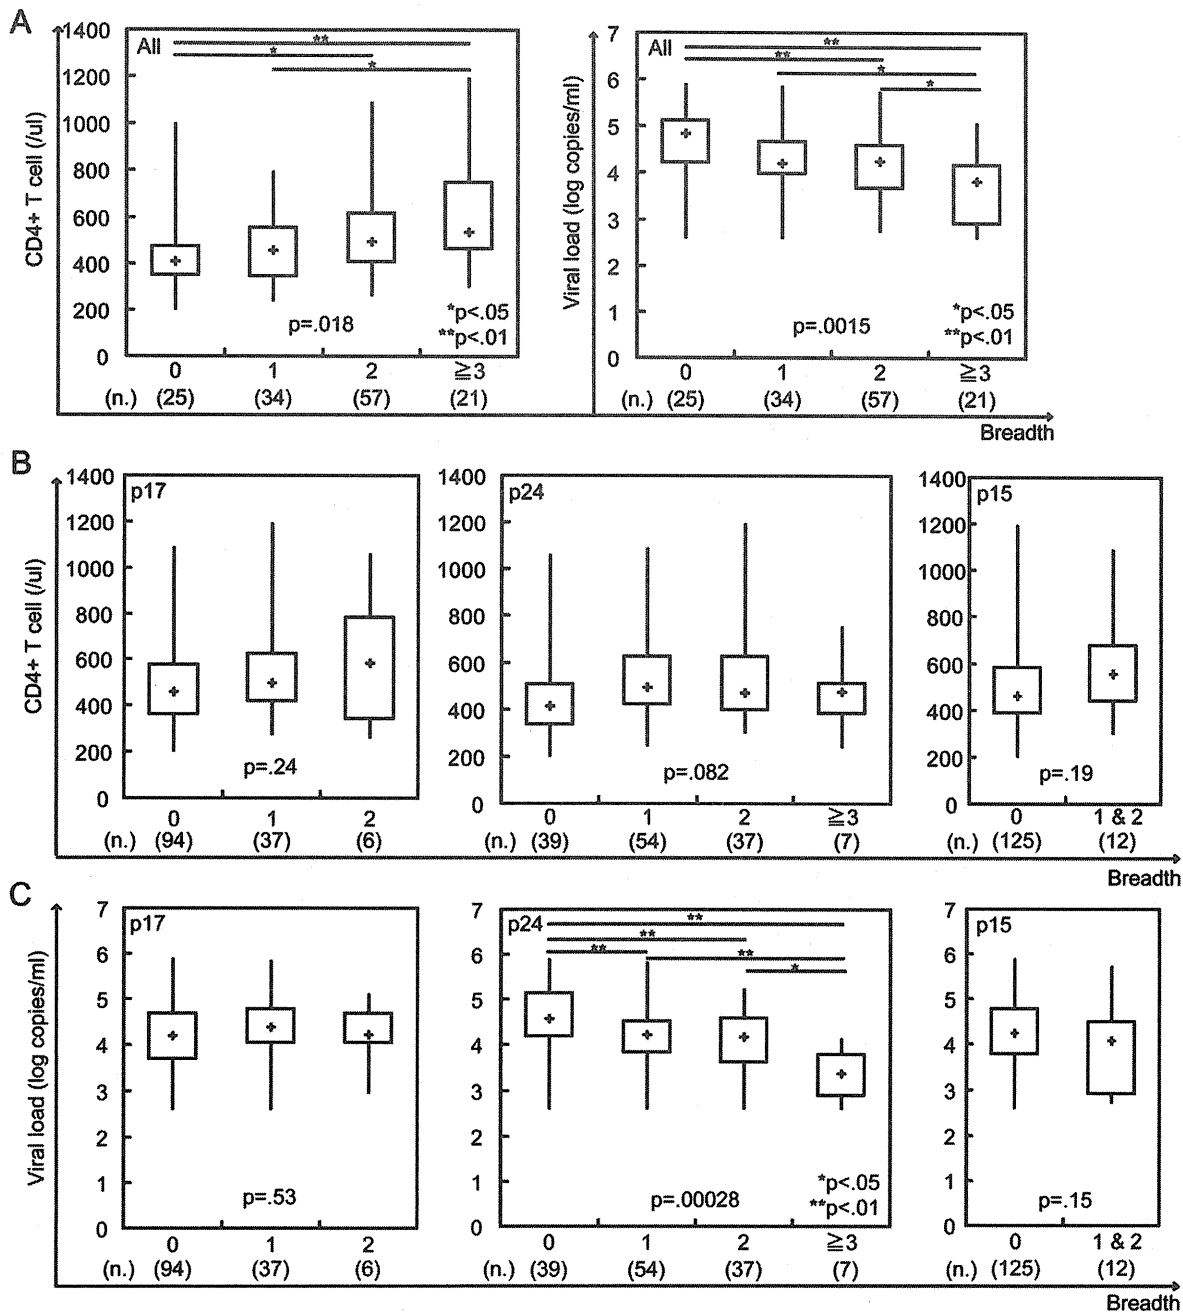 A
CD4+ T cell (/ul)
1400
1200
1000
800
600
400
200
0
All
**
*
*
p=.018
*p<.05
**p<.01
0 1 2 ≧3
(n.) (25) (34) (57) (21)
Viral load (log copies/ml)
7
6
5
4
3
2
1
0
All
**
**
*
*
p=.0015
*p<.05
**p<.01
0 1 2 ≧3
(n.) (25) (34) (57) (21)
Breadth
B
CD4+ T cell (/ul)
1400
1200
1000
800
600
400
200
0
p17
p=.24
0 1 2
(n.) (94) (37) (6)
1400
1200
1000
800
600
400
200
0
p24
p=.082
0 1 2 ≧3
(n.) (39) (54) (37) (7)
1400
1200
1000
800
600
400
200
0
p15
p=.19
0 1 & 2
(n.) (125) (12)
Breadth
C
Viral load (log copies/ml)
7
6
5
4
3
2
1
0
p17
p=.53
0 1 2
(n.) (94) (37) (6)
7
6
5
4
3
2
1
0
p24
**
**
**
**
*
p=.00028
*p<.05
**p<.01
0 1 2 ≧3
(n.) (39) (54) (37) (7)
7
6
5
4
3
2
1
0
p15
p=.15
0 1 & 2
(n.) (125) (12)
Breadth